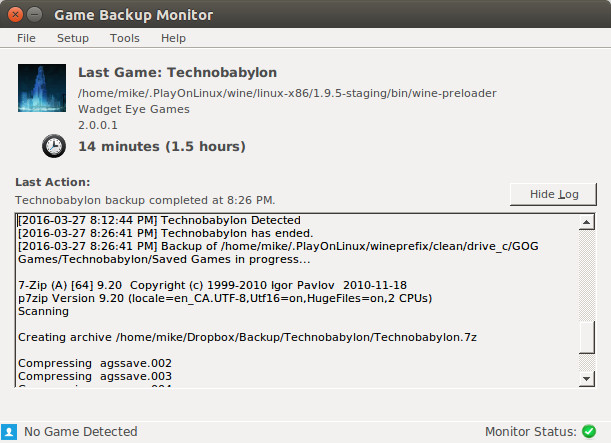 Game Backup Monitor
File Setup Tools Help
Last Game: Technobabylon
/home/mike/.PlayOnLinux/wine/linux-x86/1.9.5-staging/bin/wine-preloader
Wadget Eye Games
2.0.0.1
14 minutes (1.5 hours)
Last Action:
Technobabylon backup completed at 8:26 PM.
Hide Log
[2016-03-27 8:12:44 PM] Technobabylon Detected
[2016-03-27 8:26:41 PM] Technobabylon has ended.
[2016-03-27 8:26:41 PM] Backup of /home/mike/.PlayOnLinux/wineprefix/clean/drive_c/GOG
Games/Technobabylon/Saved Games in progress...
7-Zip (A) [64] 9.20 Copyright (c) 1999-2010 Igor Pavlov 2010-11-18
p7zip Version 9.20 (locale=en_CA.UTF-8,Utf16=on,HugeFiles=on,2 CPUs)
Scanning
Creating archive /home/mike/Dropbox/Backup/Technobabylon/Technobabylon.7z
Compressing agssave.002
Compressing agssave.003
No Game Detected
Monitor Status: